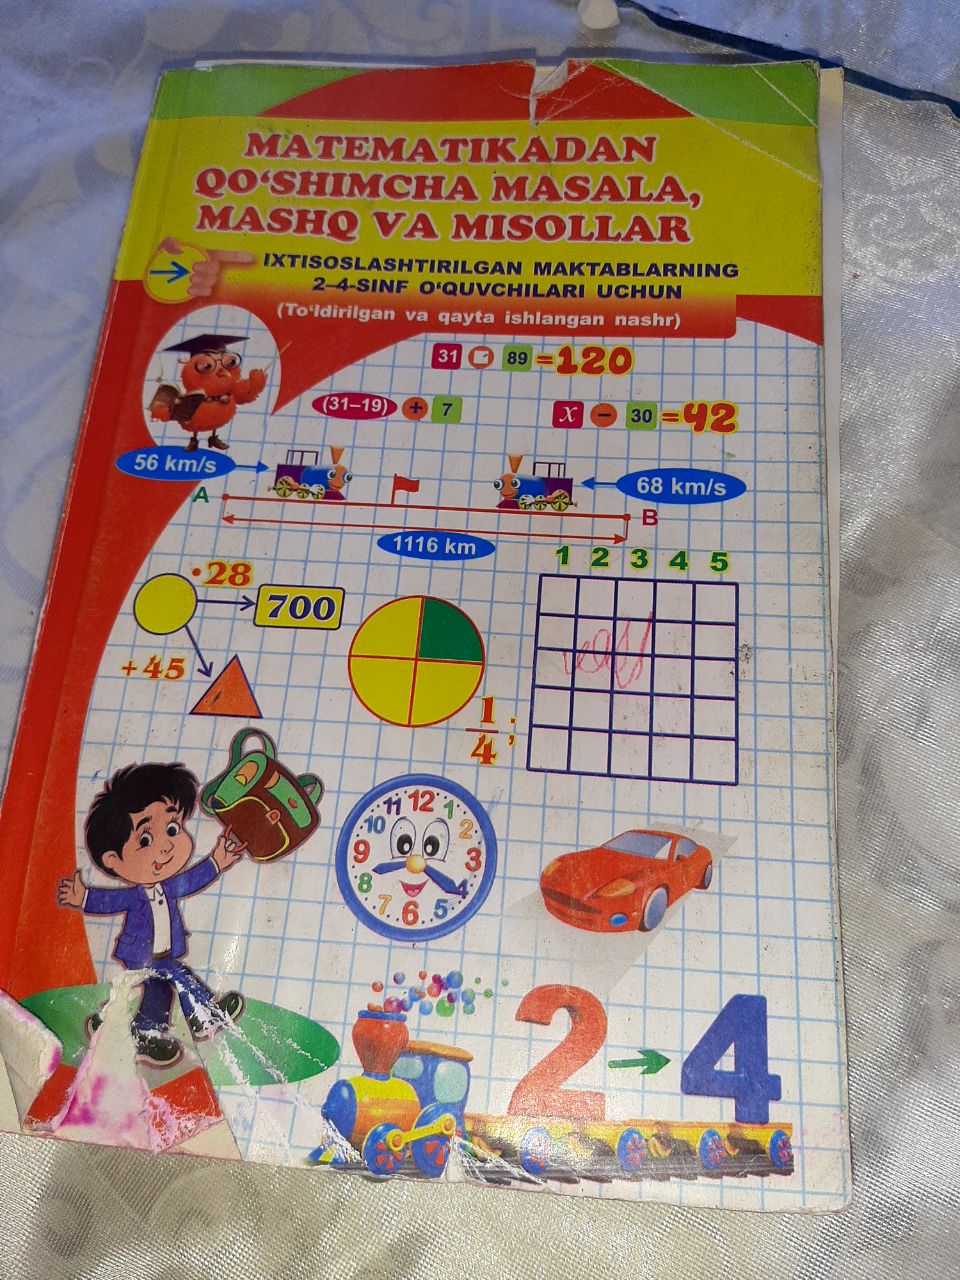 MATEMATIKADAN
QO‘SHIMCHA MASALA,
MASHQ VA MISOLLAR
IXTISOSLASHTIRILGAN MAKTABLARNING
2–4-SINF O‘QUVCHILARI UCHUN
(To‘ldirilgan va qayta ishlangan nashr)
31 89 =120
(31–19) + 7
x – 30 =42
56 km/s
68 km/s
A
B
1116 km
1 2 3 4 5
·28
700
+45
1
4 ;
12
11 1
10 2
9 3
8 4
7 5
6
2 4